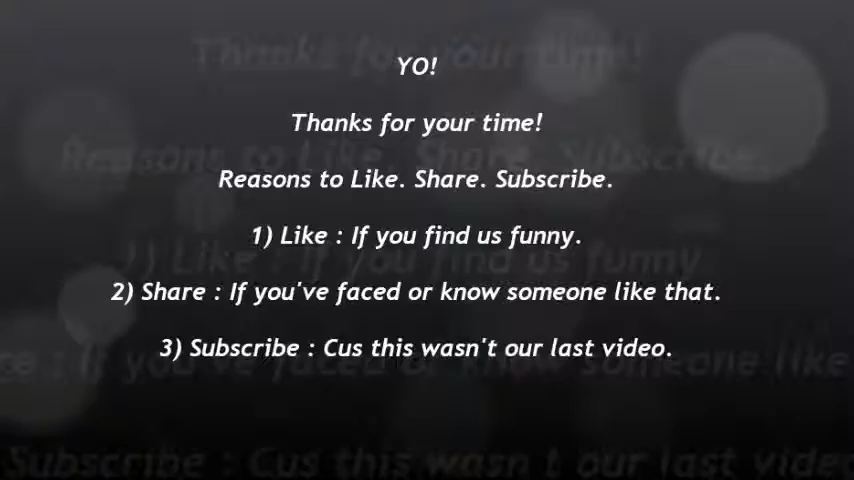 YO!
Thanks for your time!
Reasons to Like. Share. Subscribe.
1) Like : If you find us funny.
2) Share : If you've faced or know someone like that.
3) Subscribe : Cus this wasn't our last video.